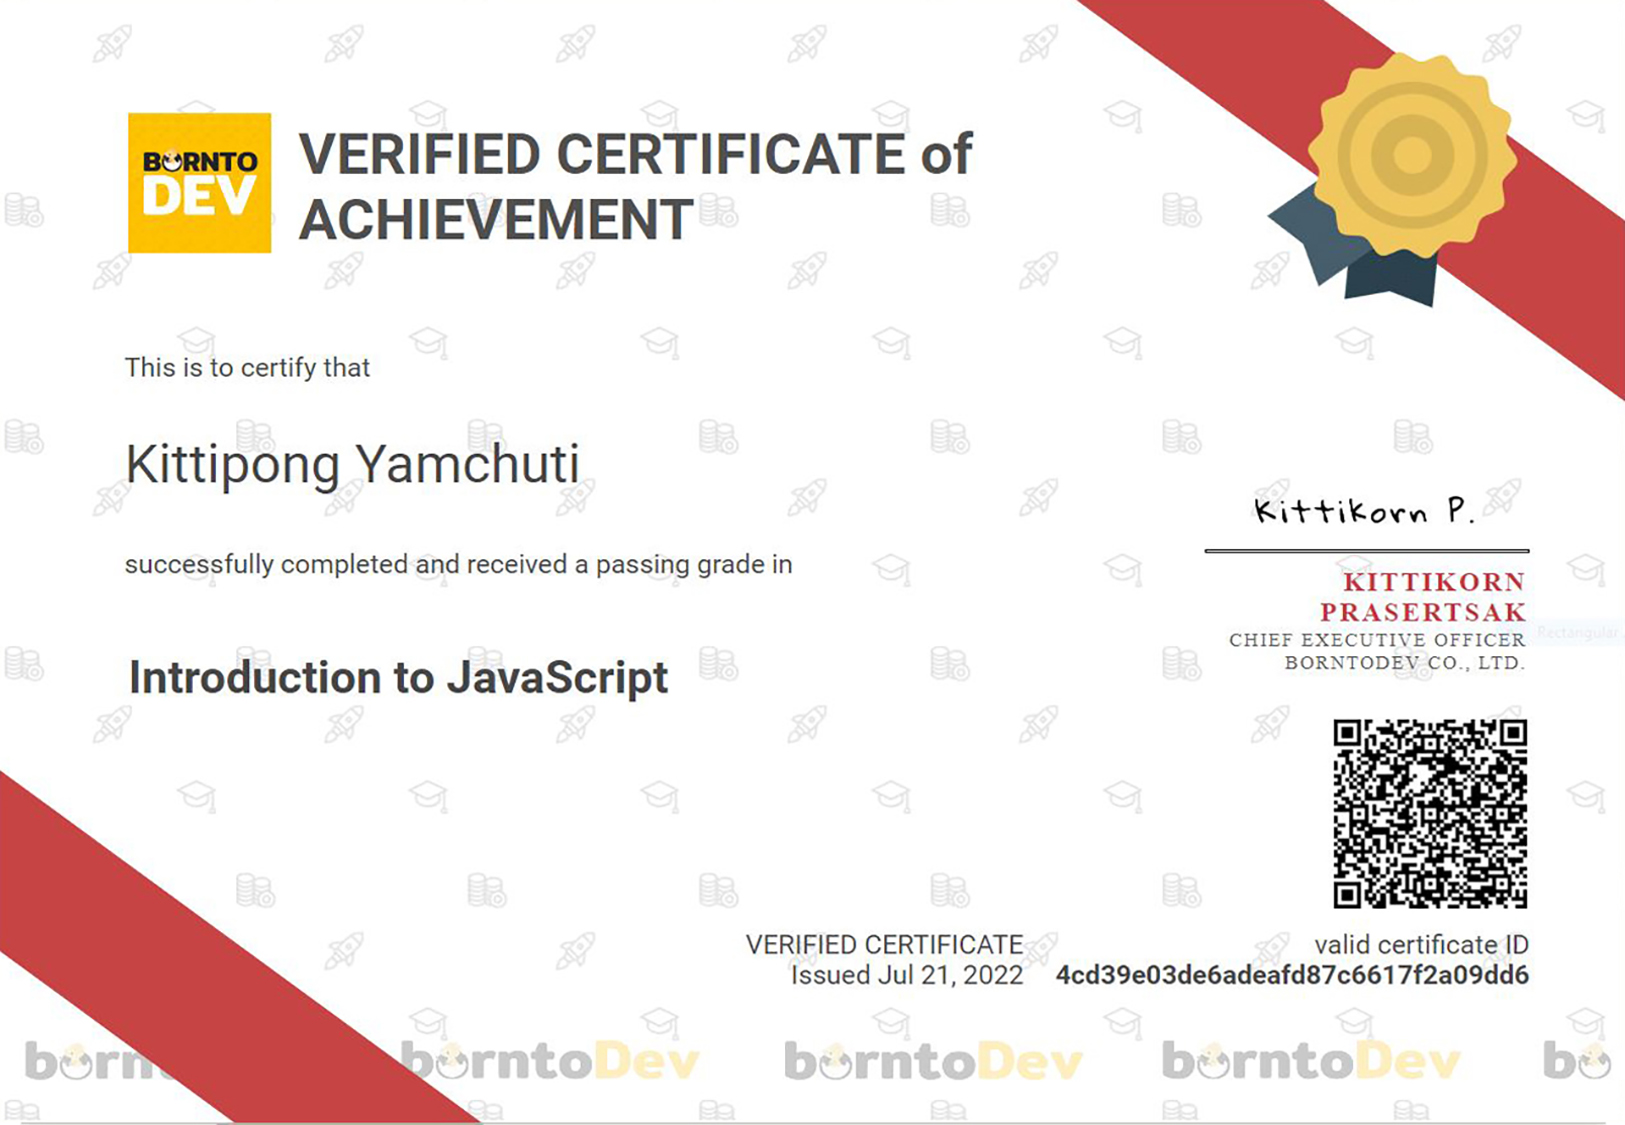 BORNTO
DEV
VERIFIED CERTIFICATE of
ACHIEVEMENT
This is to certify that
Kittipong Yamchuti
successfully completed and received a passing grade in
Introduction to JavaScript
Kittikorn P.
KITTIKORN
PRASERTSAK
CHIEF EXECUTIVE OFFICER
BORNTODEV CO., LTD.
Rectangular
VERIFIED CERTIFICATE
Issued Jul 21, 2022
valid certificate ID
4cd39e03de6adeafd87c6617f2a09dd6
born borntoDev borntoDev borntoDev bo